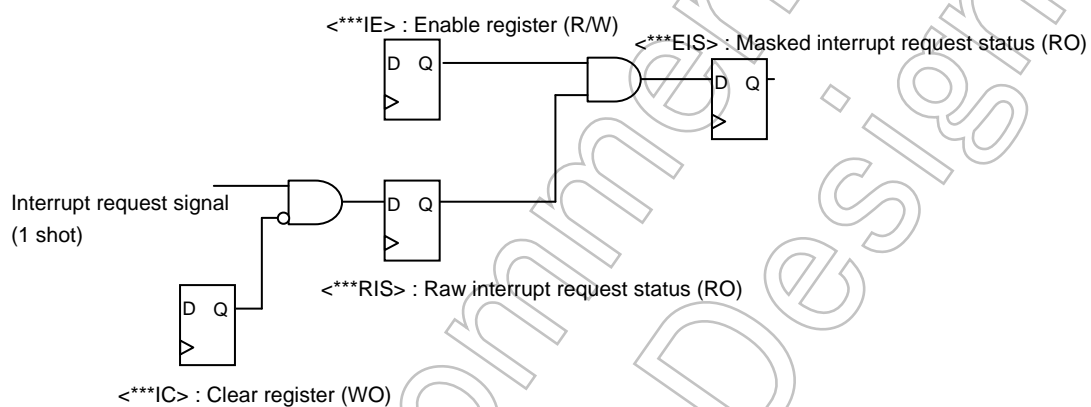 <***IE> : Enable register (R/W)
<***EIS> : Masked interrupt request status (RO)
D Q
D Q
Interrupt request signal
(1 shot)
D Q
<***RIS> : Raw interrupt request status (RO)
D Q
<***IC> : Clear register (WO)